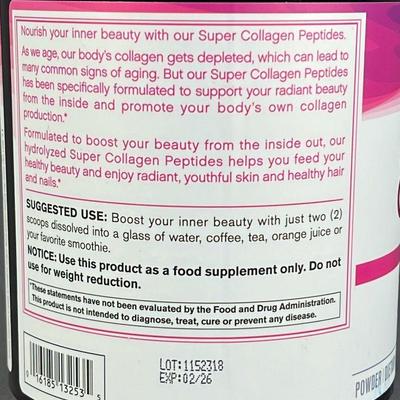 Nourish your inner beauty with our Super Collagen Peptides.
As we age, our body's collagen gets depleted, which can lead to
many common signs of aging. But our Super Collagen Peptides
has been specifically formulated to support your radiant beauty
from the inside and promote your body's own collagen
production.*
Formulated to boost your beauty from the inside out, our
hydrolyzed Super Collagen Peptides helps you feed your
healthy beauty and enjoy radiant, youthful skin and healthy hair
and nails.*
SUGGESTED USE: Boost your inner beauty with just two (2)
scoops dissolved into a glass of water, coffee, tea, orange juice or
your favorite smoothie.
NOTICE: Use this product as a food supplement only. Do not
use for weight reduction.
*These statements have not been evaluated by the Food and Drug Administration.
This product is not intended to diagnose, treat, cure or prevent any disease.
0 16185 13253 5
LOT:1152318
EXP:02/26
POWDER